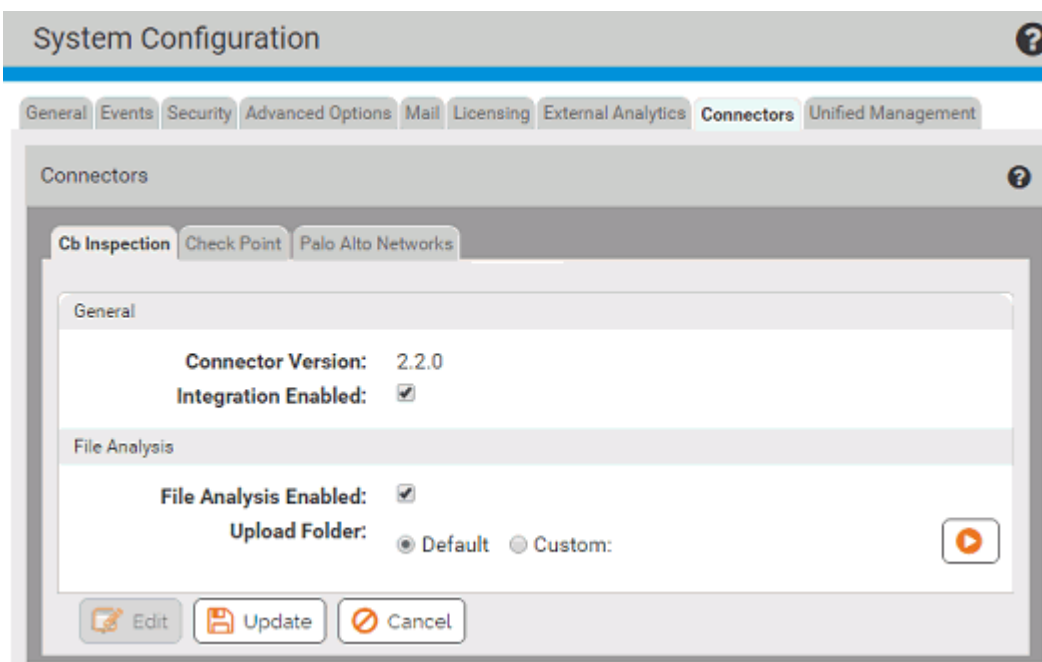 System Configuration
General Events Security Advanced Options Mail Licensing External Analytics Connectors Unified Management
Connectors
Cb Inspection Check Point Palo Alto Networks
General
Connector Version: 2.2.0
Integration Enabled:
File Analysis
File Analysis Enabled:
Upload Folder:
Default Custom:
Edit Update Cancel